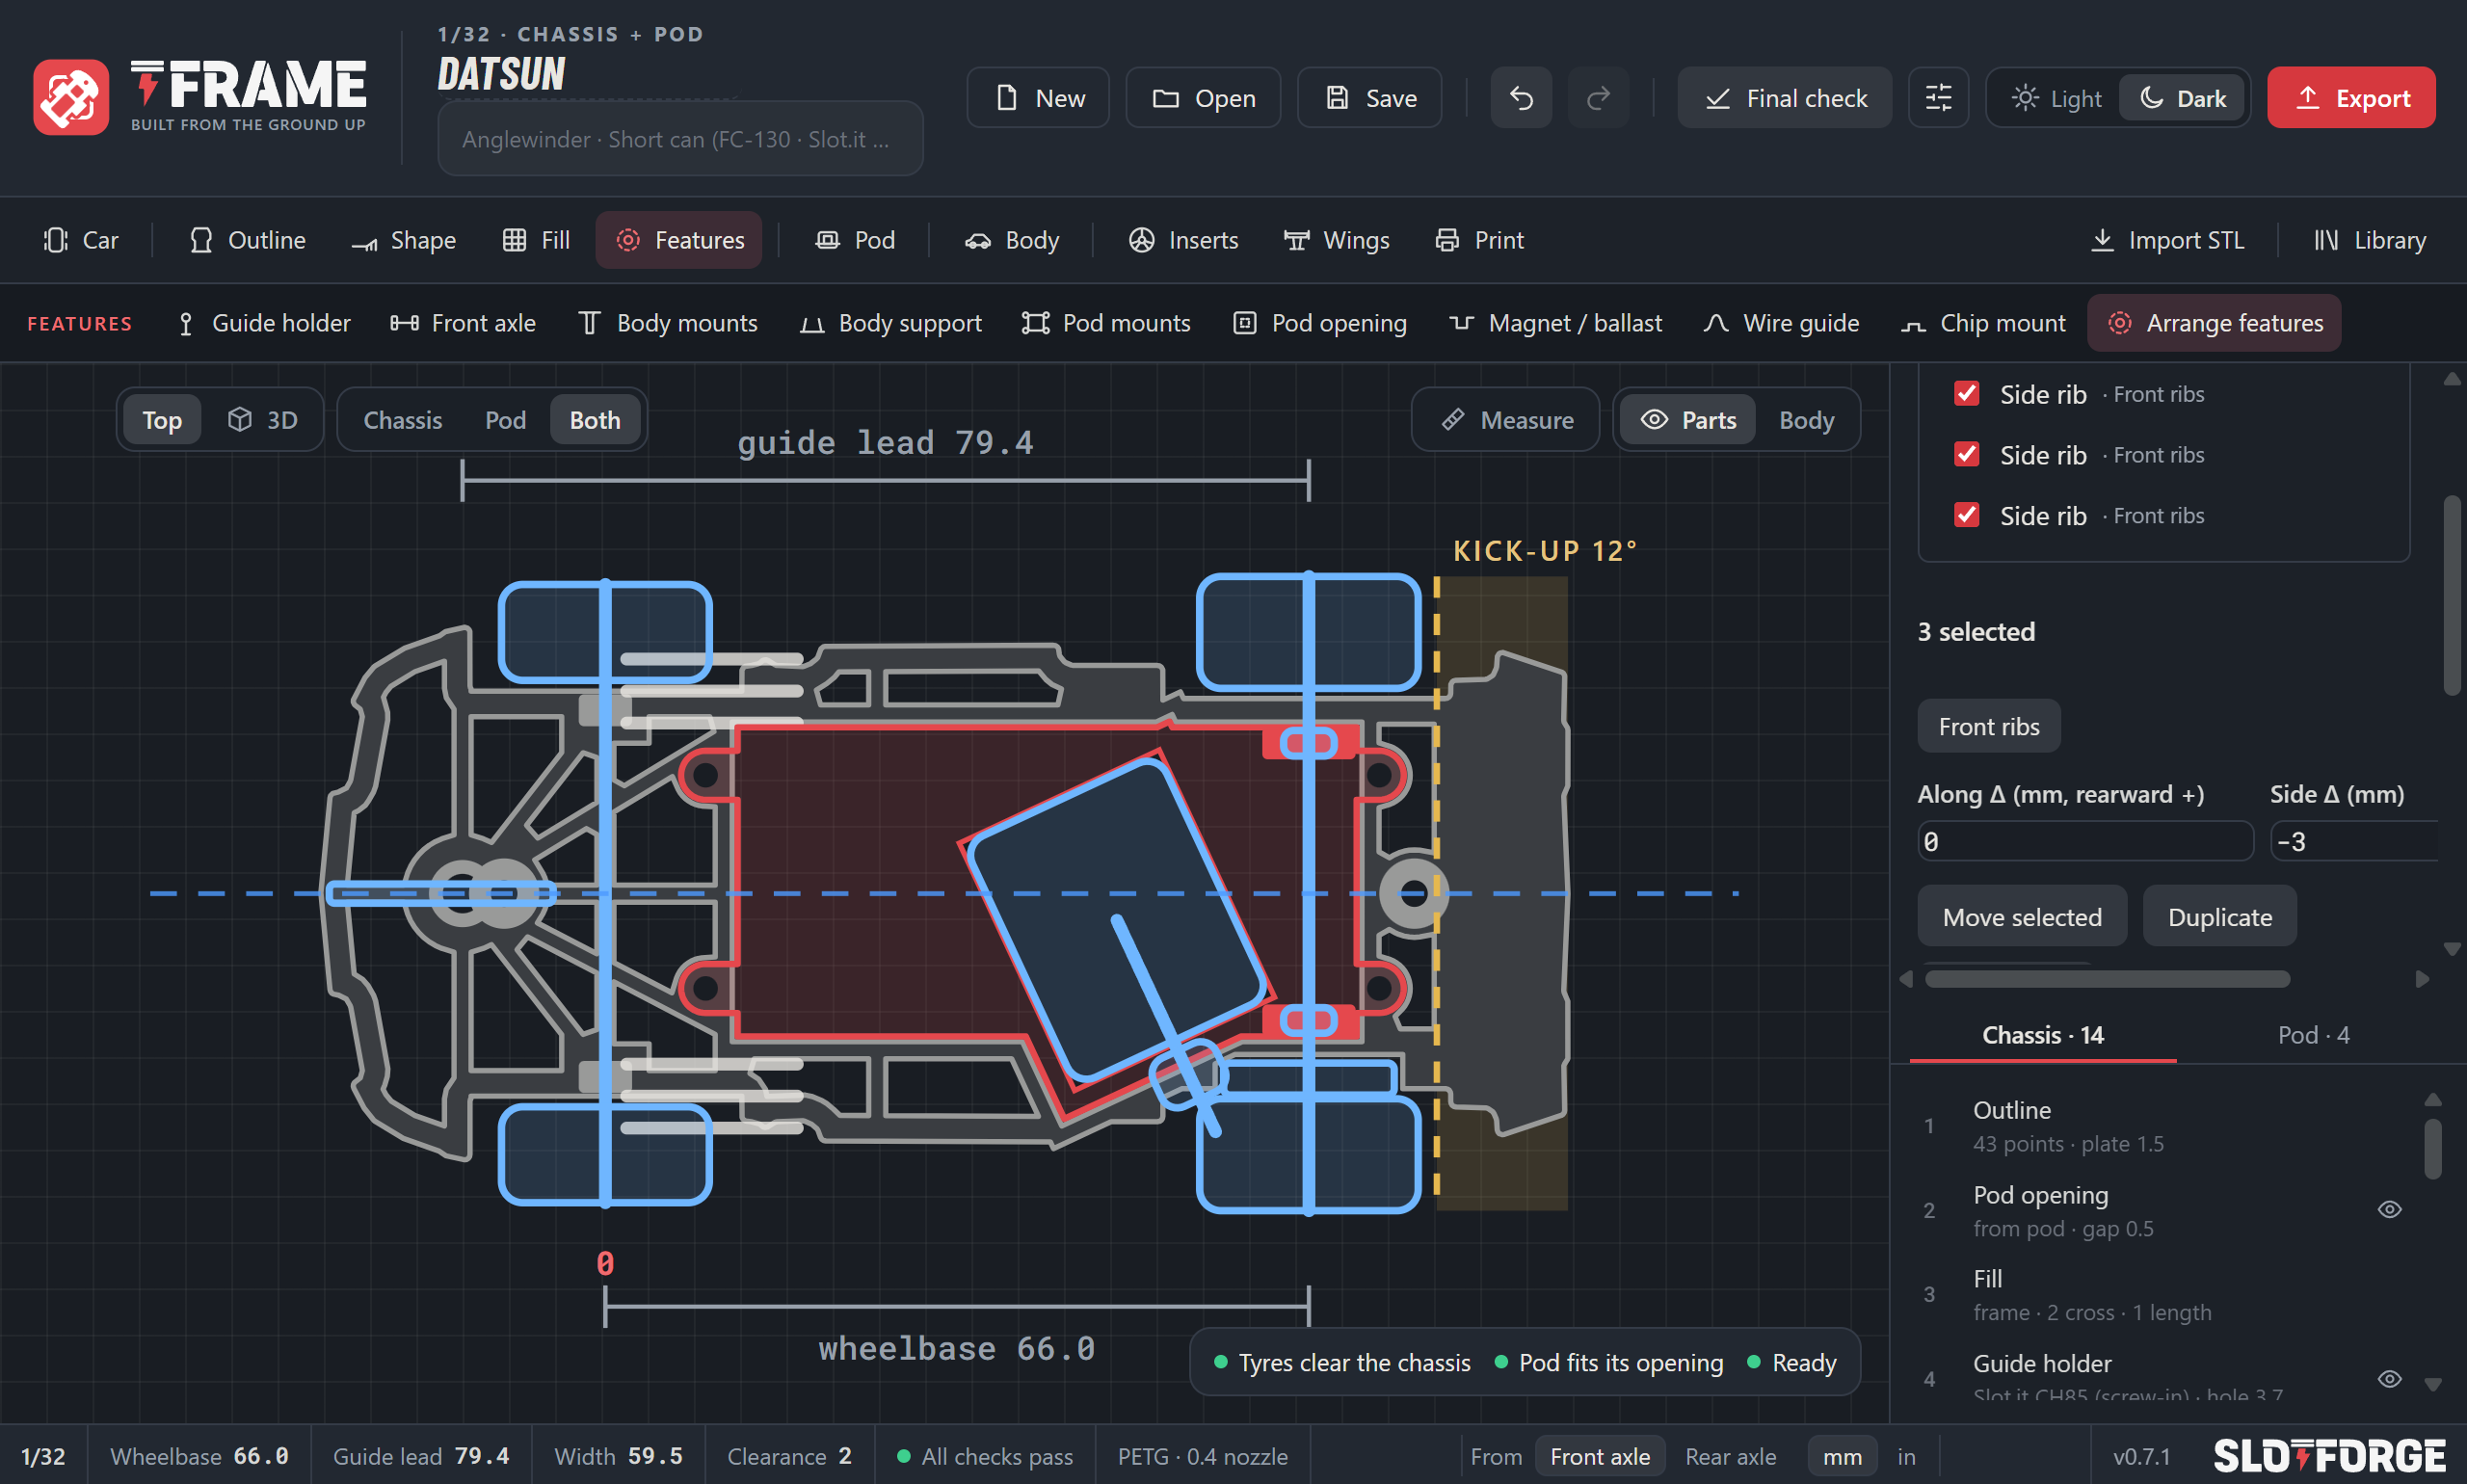 FRAME
BUILT FROM THE GROUND UP
1/32 · CHASSIS + POD
DATSUN
Anglewinder · Short can (FC-130 · Slot.it ...
New
Open
Save
Final check
Light
Dark
Export
Car
Outline
Shape
Fill
Features
Pod
Body
Inserts
Wings
Print
Import STL
Library
FEATURES
Guide holder
Front axle
Body mounts
Body support
Pod mounts
Pod opening
Magnet / ballast
Wire guide
Chip mount
Arrange features
Top
3D
Chassis
Pod
Both
Measure
Parts
Body
guide lead 79.4
KICK-UP 12°
0
wheelbase 66.0
Tyres clear the chassis
Pod fits its opening
Ready
Side rib · Front ribs
Side rib · Front ribs
Side rib · Front ribs
3 selected
Front ribs
Along Δ (mm, rearward +)
Side Δ (mm)
0
-3
Move selected
Duplicate
Chassis · 14
Pod · 4
1
Outline
43 points · plate 1.5
2
Pod opening
from pod · gap 0.5
3
Fill
frame · 2 cross · 1 length
4
Guide holder
Slot.it CH85 (screw-in) · hole 3.7
1/32
Wheelbase 66.0
Guide lead 79.4
Width 59.5
Clearance 2
All checks pass
PETG · 0.4 nozzle
From
Front axle
Rear axle
mm
in
v0.7.1
SLOTFORGE